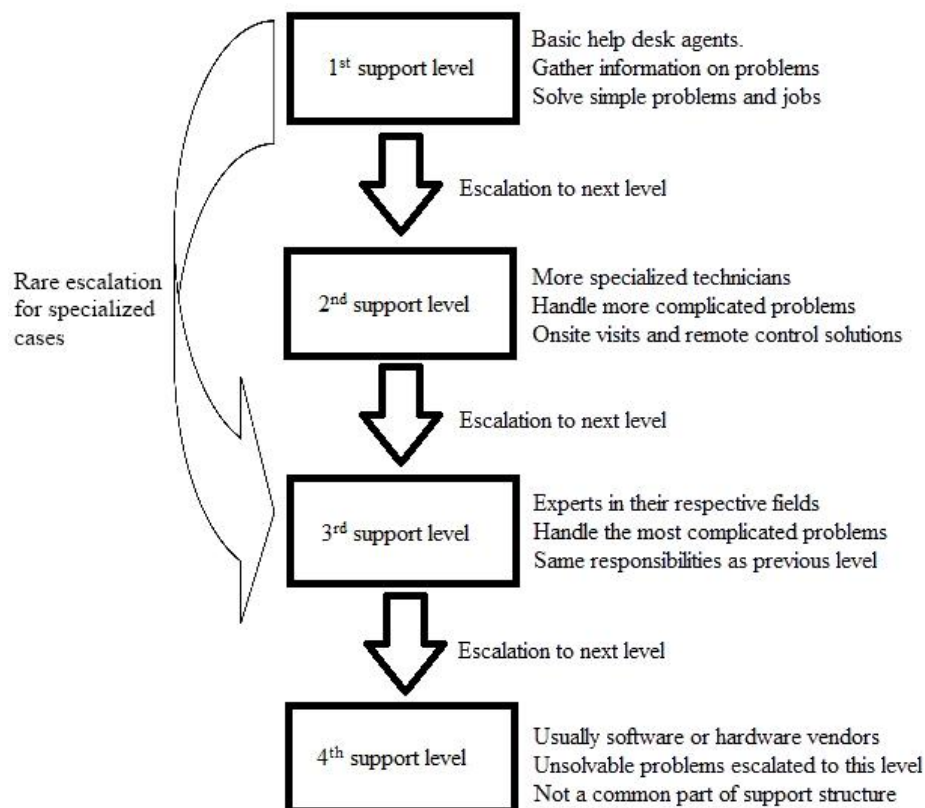 1st support level
Basic help desk agents.
Gather information on problems
Solve simple problems and jobs
Escalation to next level
Rare escalation
for specialized
cases
2nd support level
More specialized technicians
Handle more complicated problems
Onsite visits and remote control solutions
Escalation to next level
3rd support level
Experts in their respective fields
Handle the most complicated problems
Same responsibilities as previous level
Escalation to next level
4th support level
Usually software or hardware vendors
Unsolvable problems escalated to this level
Not a common part of support structure